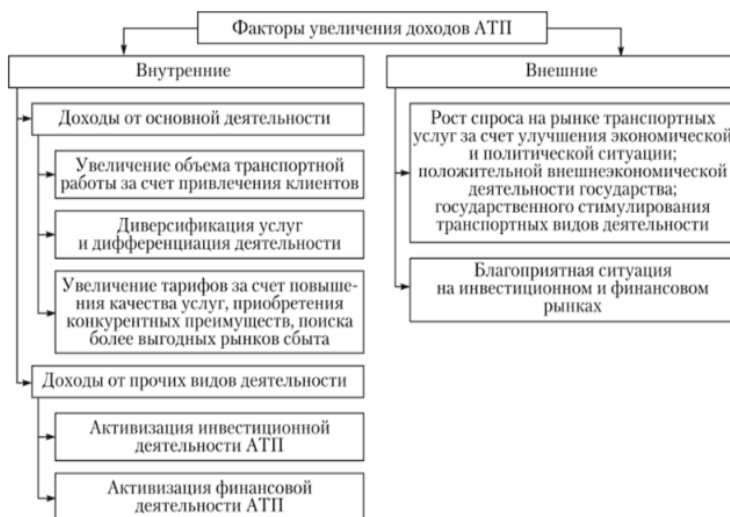 Факторы увеличения доходов АТП
Внутренние
Доходы от основной деятельности
Увеличение объема транспортной
работы за счет привлечения клиентов
Диверсификация услуг
и дифференциация деятельности
Увеличение тарифов за счет повыше-
ния качества услуг, приобретения
конкурентных преимуществ, поиска
более выгодных рынков сбыта
Доходы от прочих видов деятельности
Активизация инвестиционной
деятельности АТП
Активизация финансовой
деятельности АТП
Внешние
Рост спроса на рынке транспортных
услуг за счет улучшения экономической
и политической ситуации;
положительной внешнеэкономической
деятельности государства;
государственного стимулирования
транспортных видов деятельности
Благоприятная ситуация
на инвестиционном и финансовом
рынках